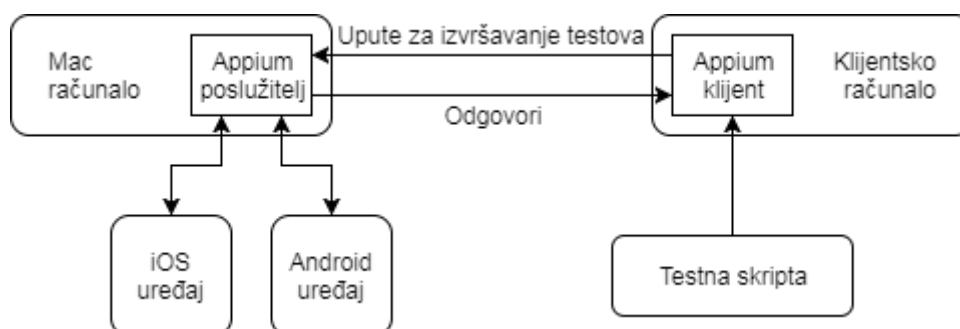 Mac
računalo
Appium
poslužitelj
Upute za izvršavanje testova
Odgovori
Appium
klijent
Klijentsko
računalo
iOS
uređaj
Android
uređaj
Testna skripta